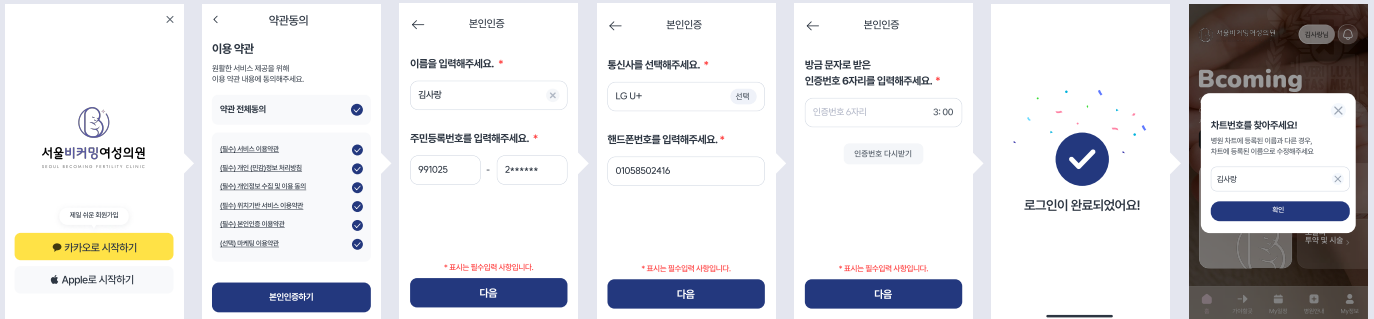 서울비커밍여성의원
SEOUL BECOMING FERTILITY CLINIC
제일 쉬운 회원가입
카카오로 시작하기
Apple로 시작하기
약관동의
이용 약관
원활한 서비스 제공을 위해
이용 약관 내용에 동의해주세요.
약관 전체동의
(필수) 서비스 이용약관
(필수) 개인 (민감)정보 처리방침
(필수) 개인정보 수집 및 이용 동의
(필수) 위치기반 서비스 이용약관
(필수) 본인인증 이용약관
(선택) 마케팅 이용약관
본인인증하기
본인인증
이름을 입력해주세요. *
김사랑
주민등록번호를 입력해주세요. *
991025 - 2******
* 표시는 필수입력 사항입니다.
다음
본인인증
통신사를 선택해주세요. *
LG U+ 선택
핸드폰번호를 입력해주세요. *
01058502416
* 표시는 필수입력 사항입니다.
다음
본인인증
방금 문자로 받은
인증번호 6자리를 입력해주세요. *
인증번호 6자리 3: 00
인증번호 다시받기
* 표시는 필수입력 사항입니다.
다음
로그인이 완료되었어요!
서울비커밍여성의원 김사랑님
Bcoming
차트번호를 찾아주세요!
병원 차트에 등록된 이름과 다른 경우,
차트에 등록된 이름으로 수정해주세요
김사랑
확인
부약 및 시술